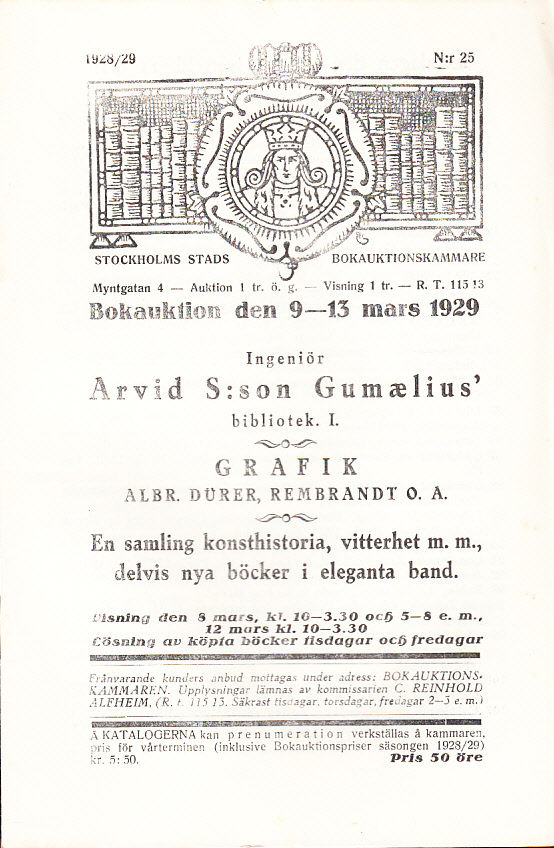 1928/29 N:r 25
STOCKHOLMS STADS BOKAUKTIONSKAMMARE
Myntgatan 4 — Auktion 1 tr. ö. g. — Visning 1 tr. — R. T. 115 13
Bokauktion den 9—13 mars 1929
Ingeniör
Arvid S:son Gumælius'
bibliotek. I.
GRAFIK
ALBR. DÜRER, REMBRANDT O. A.
En samling konsthistoria, vitterhet m. m.,
delvis nya böcker i eleganta band.
Visning den 8 mars, kl. 10—3.30 och 5—8 e. m.,
12 mars kl. 10—3.30
Lösning av köpta böcker tisdagar och fredagar
Frånvarande kunders anbud mottagas under adress: BOKAUKTIONS-
KAMMAREN. Upplysningar lämnas av kommissarien C. REINHOLD
ALFHEIM, (R. t. 115 13. Säkrast tisdagar, torsdagar, fredagar 2—3 e. m.)
Å KATALOGERNA kan prenumeration verkställas å kammaren,
pris för vårterminen (inklusive Bokauktionspriser säsongen 1928/29)
kr. 5: 50. Pris 50 öre